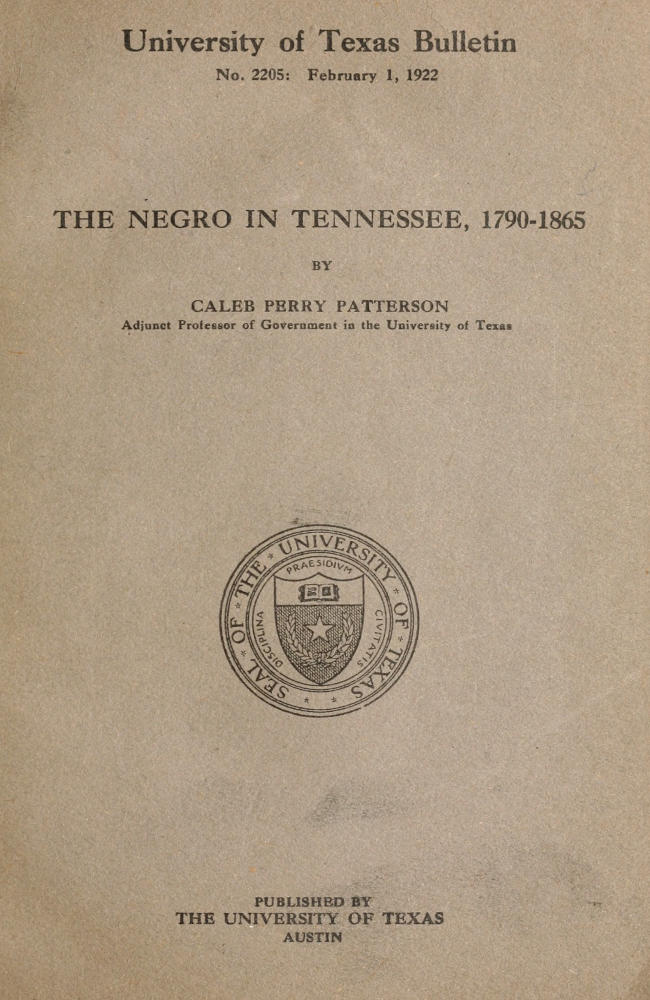 University of Texas Bulletin
No. 2205: February 1, 1922
THE NEGRO IN TENNESSEE, 1790-1865
BY
CALEB PERRY PATTERSON
Adjunct Professor of Government in the University of Texas
SEAL * OF * THE * UNIVERSITY * OF * TEXAS * *
PRAESIDIVM
DISCIPLINA
CIVITATIS
PUBLISHED BY
THE UNIVERSITY OF TEXAS
AUSTIN